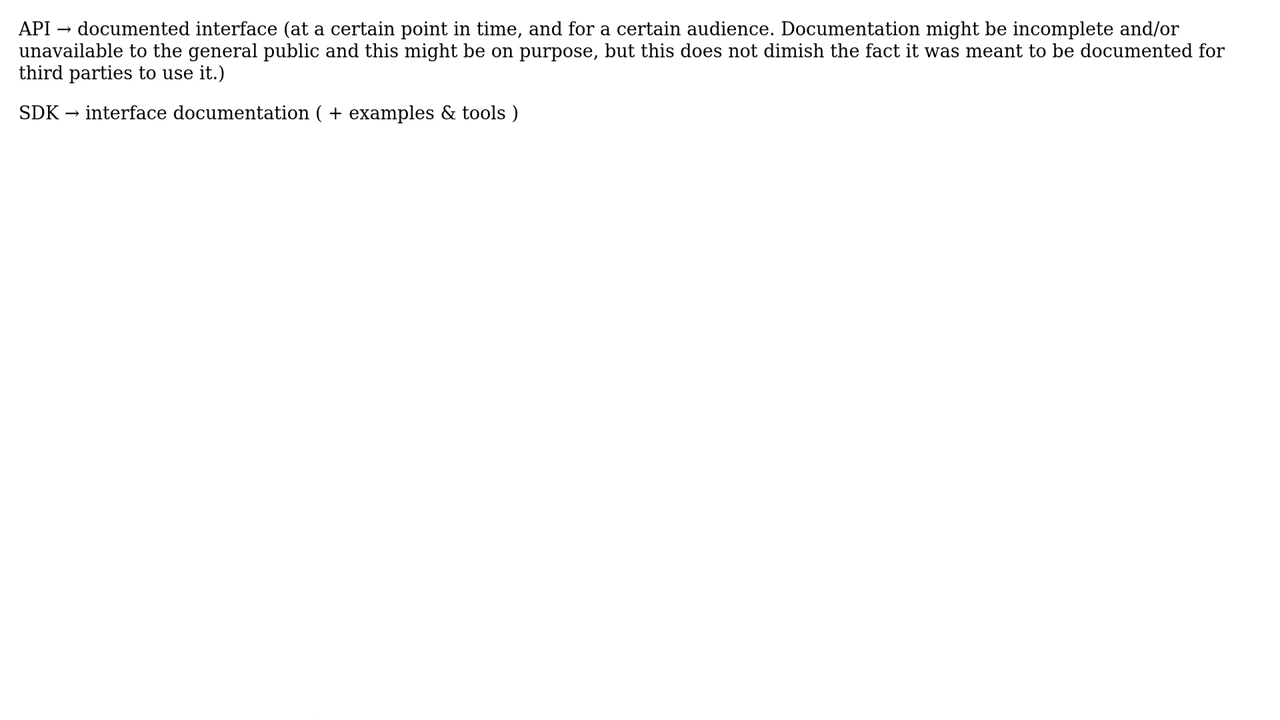 API → documented interface (at a certain point in time, and for a certain audience. Documentation might be incomplete and/or
unavailable to the general public and this might be on purpose, but this does not dimish the fact it was meant to be documented for
third parties to use it.)
SDK → interface documentation ( + examples & tools )